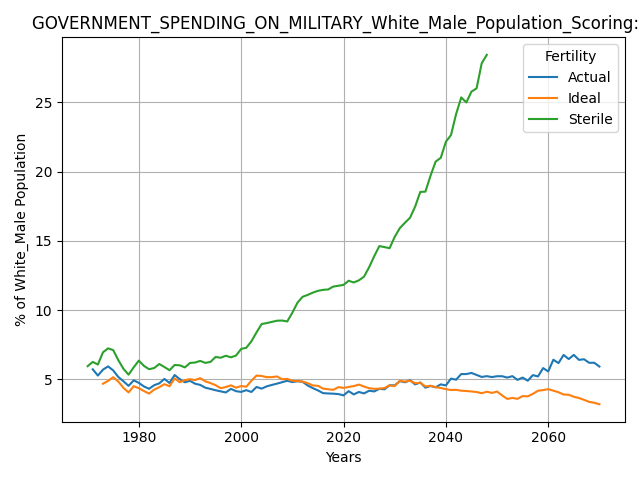 GOVERNMENT_SPENDING_ON_MILITARY_White_Male_Population_Scoring:
Fertility
Actual
Ideal
Sterile
% of White_Male Population
25
20
15
10
5
1980
2000
2020
2040
2060
Years